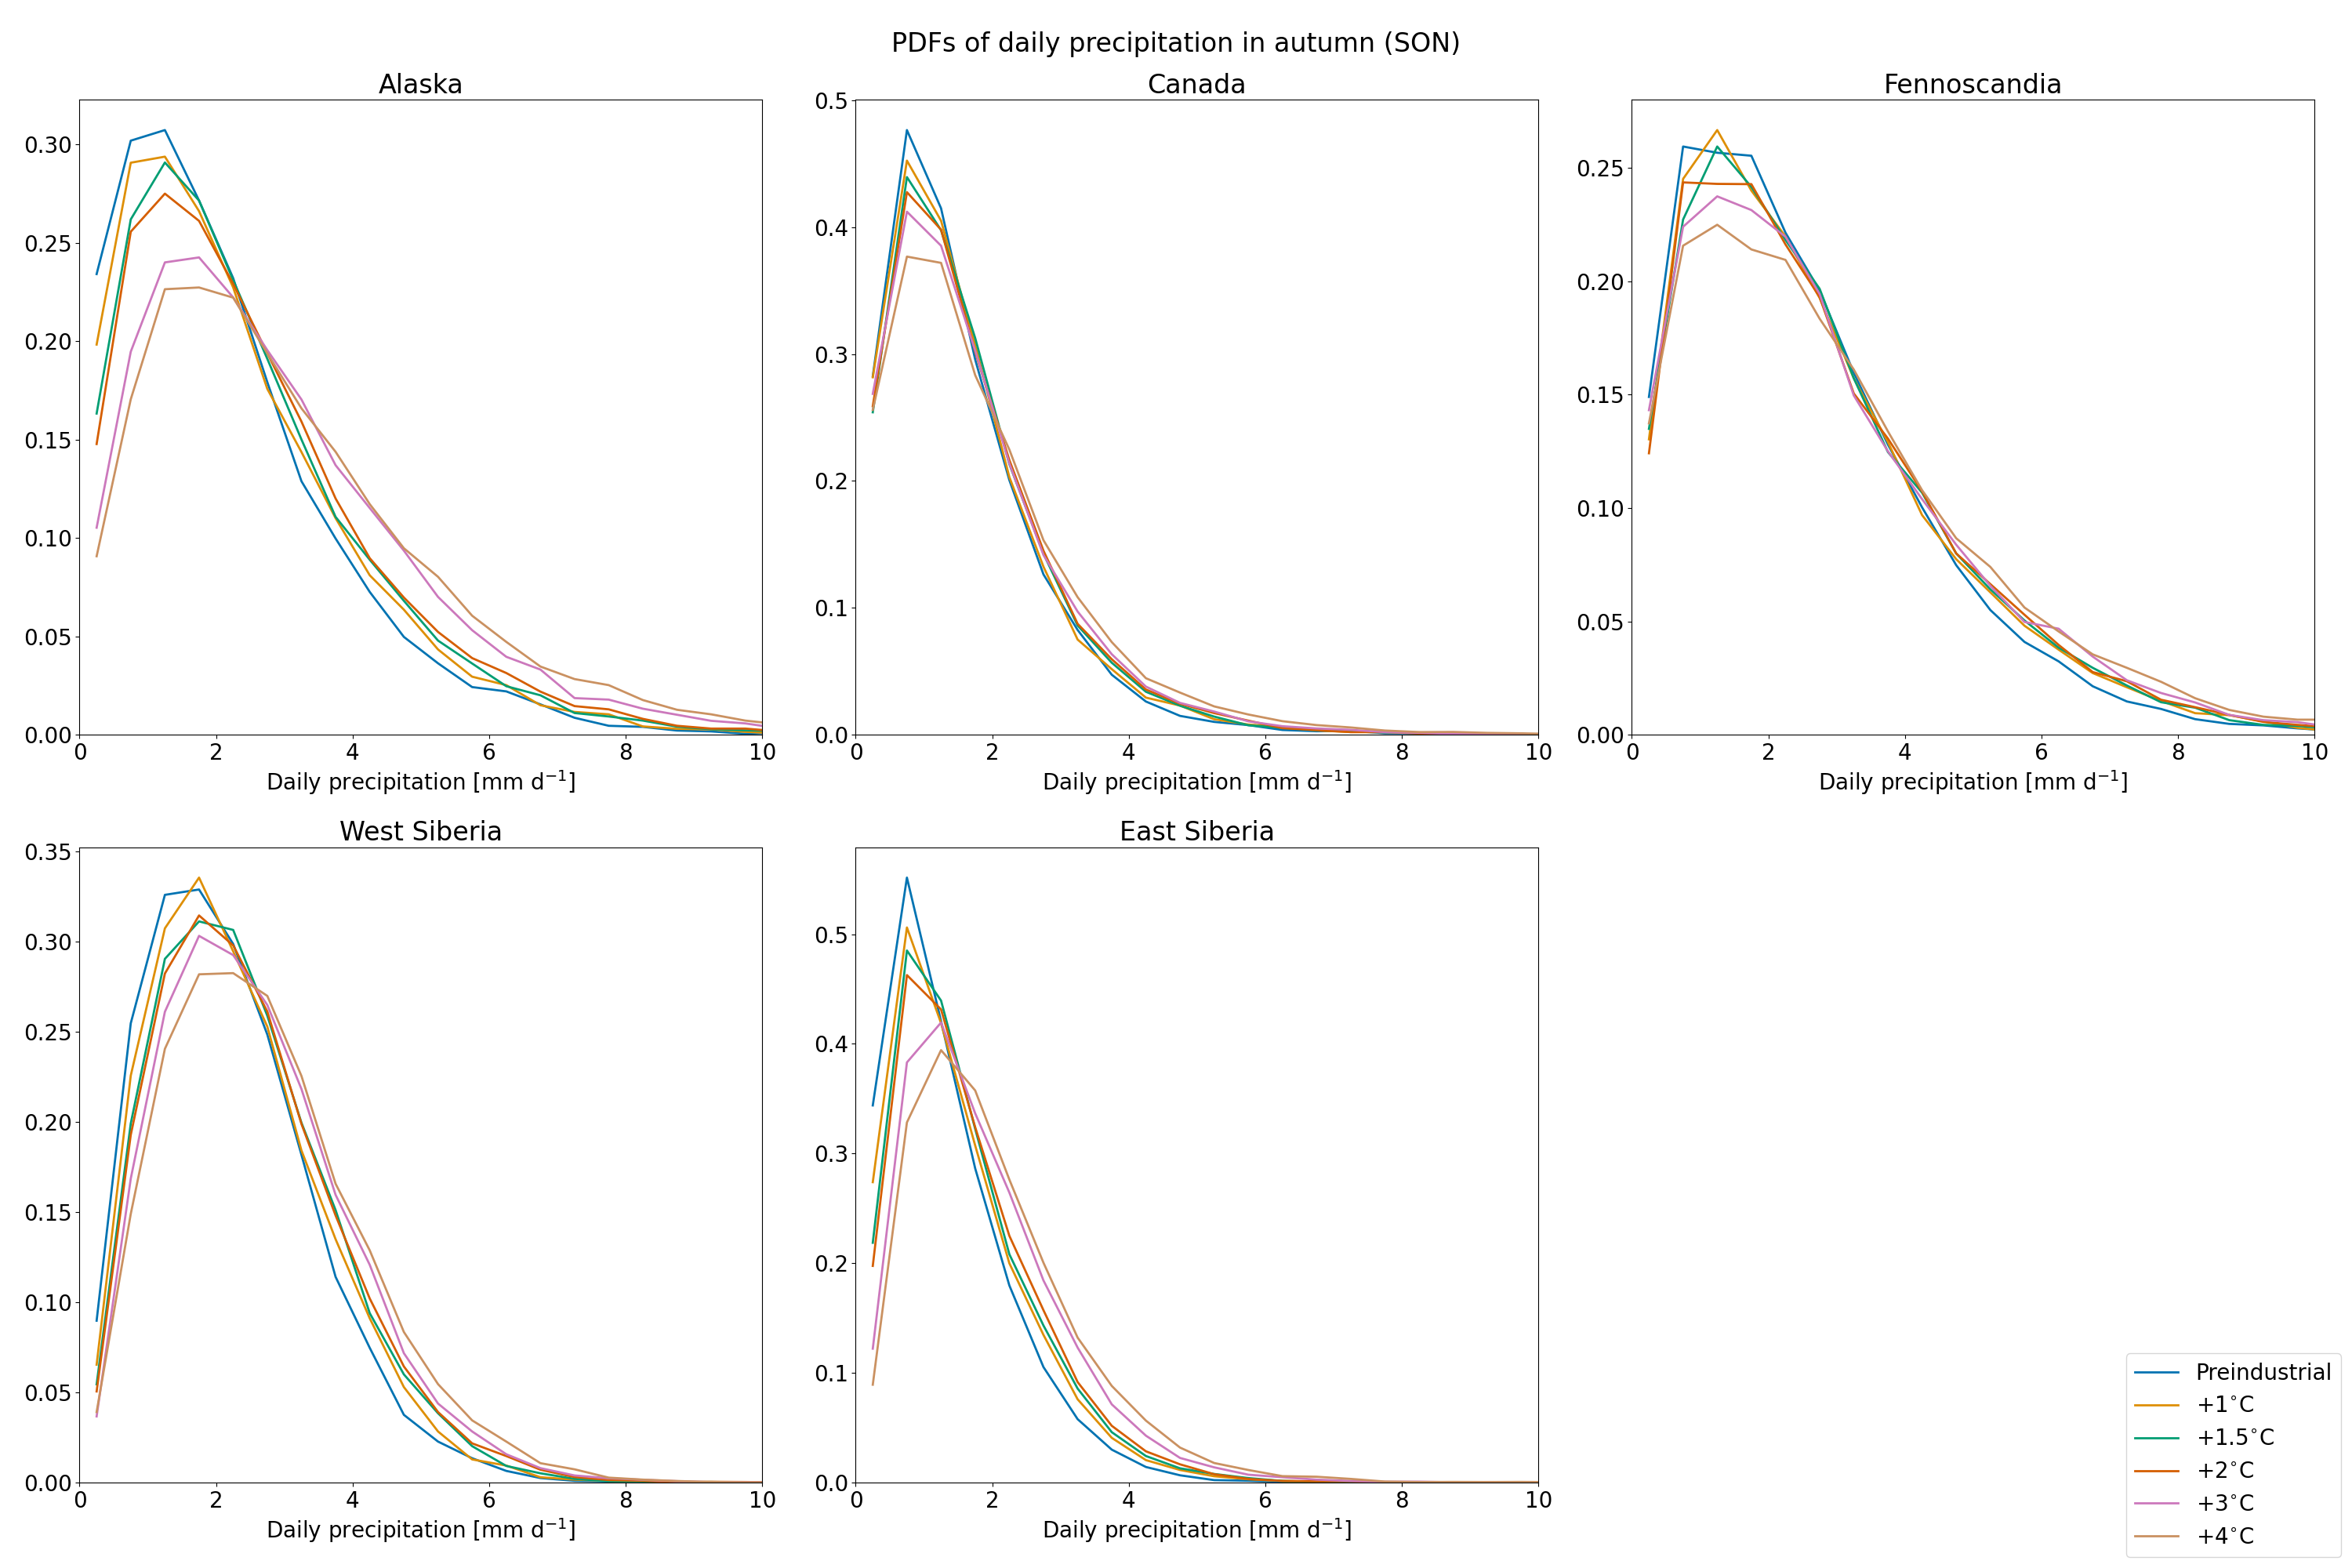 PDFs of daily precipitation in autumn (SON)
Alaska
0.30
0.25
0.20
0.15
0.10
0.05
0.00
0 2 4 6 8 10
Daily precipitation [mm d⁻¹]
Canada
0.5
0.4
0.3
0.2
0.1
0.0
0 2 4 6 8 10
Daily precipitation [mm d⁻¹]
Fennoscandia
0.25
0.20
0.15
0.10
0.05
0.00
0 2 4 6 8 10
Daily precipitation [mm d⁻¹]
West Siberia
0.35
0.30
0.25
0.20
0.15
0.10
0.05
0.00
0 2 4 6 8 10
Daily precipitation [mm d⁻¹]
East Siberia
0.5
0.4
0.3
0.2
0.1
0.0
0 2 4 6 8 10
Daily precipitation [mm d⁻¹]
Preindustrial
+1°C
+1.5°C
+2°C
+3°C
+4°C